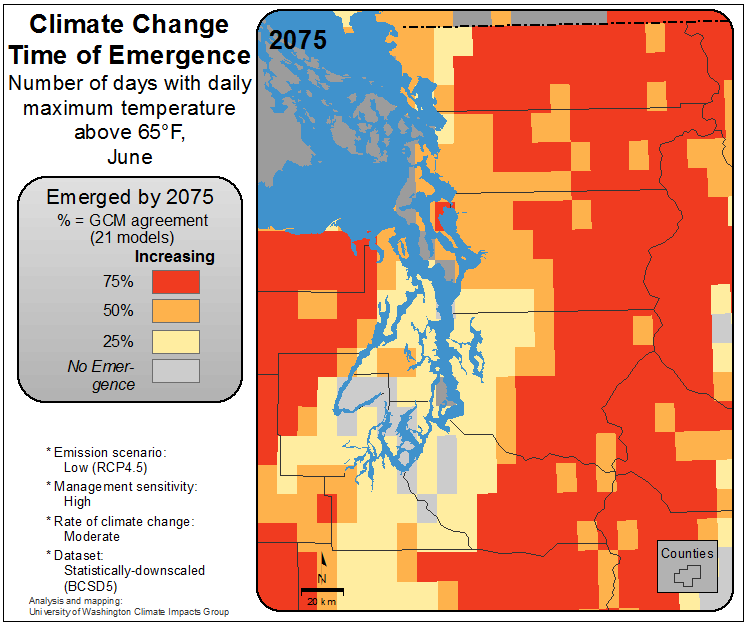 Climate Change
Time of Emergence
Number of days with daily
maximum temperature
above 65°F,
June
2075
Emerged by 2075
% = GCM agreement
(21 models)
Increasing
75%
50%
25%
No Emer-
gence
* Emission scenario:
Low (RCP4.5)
* Management sensitivity:
High
* Rate of climate change:
Moderate
* Dataset:
Statistically-downscaled
(BCSD5)
Analysis and mapping:
University of Washington Climate Impacts Group
N
20 km
Counties